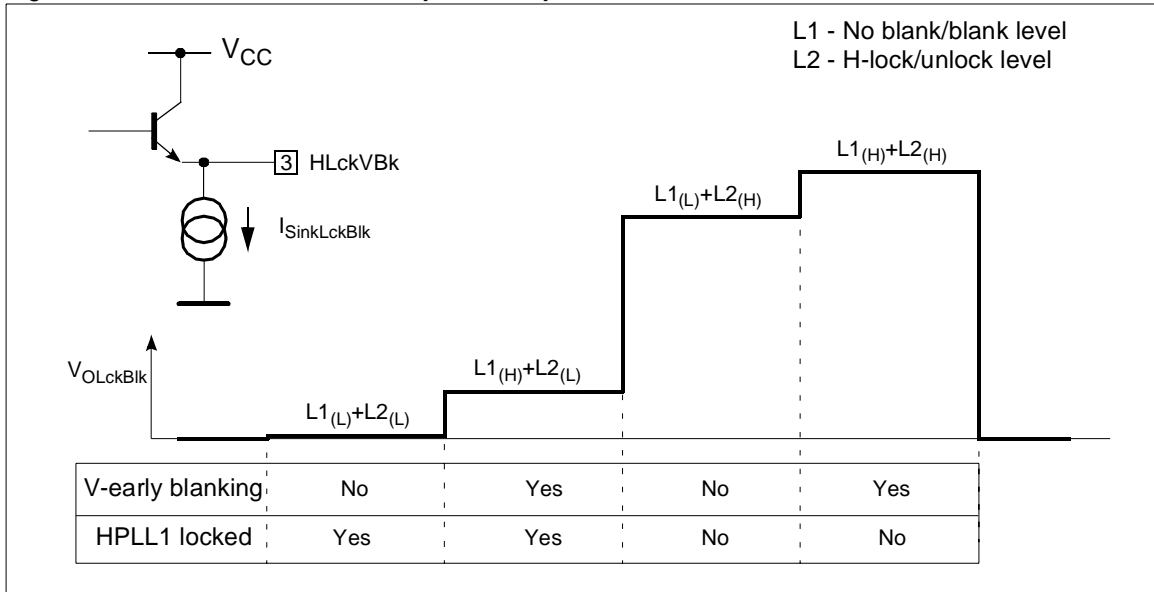 L1 - No blank/blank level
L2 - H-lock/unlock level
VCC
3 HLckVBk
ISinkLckBlk
VOLckBlk
L1(L)+L2(L)
L1(H)+L2(L)
L1(L)+L2(H)
L1(H)+L2(H)
V-early blanking No Yes No Yes
HPLL1 locked Yes Yes No No